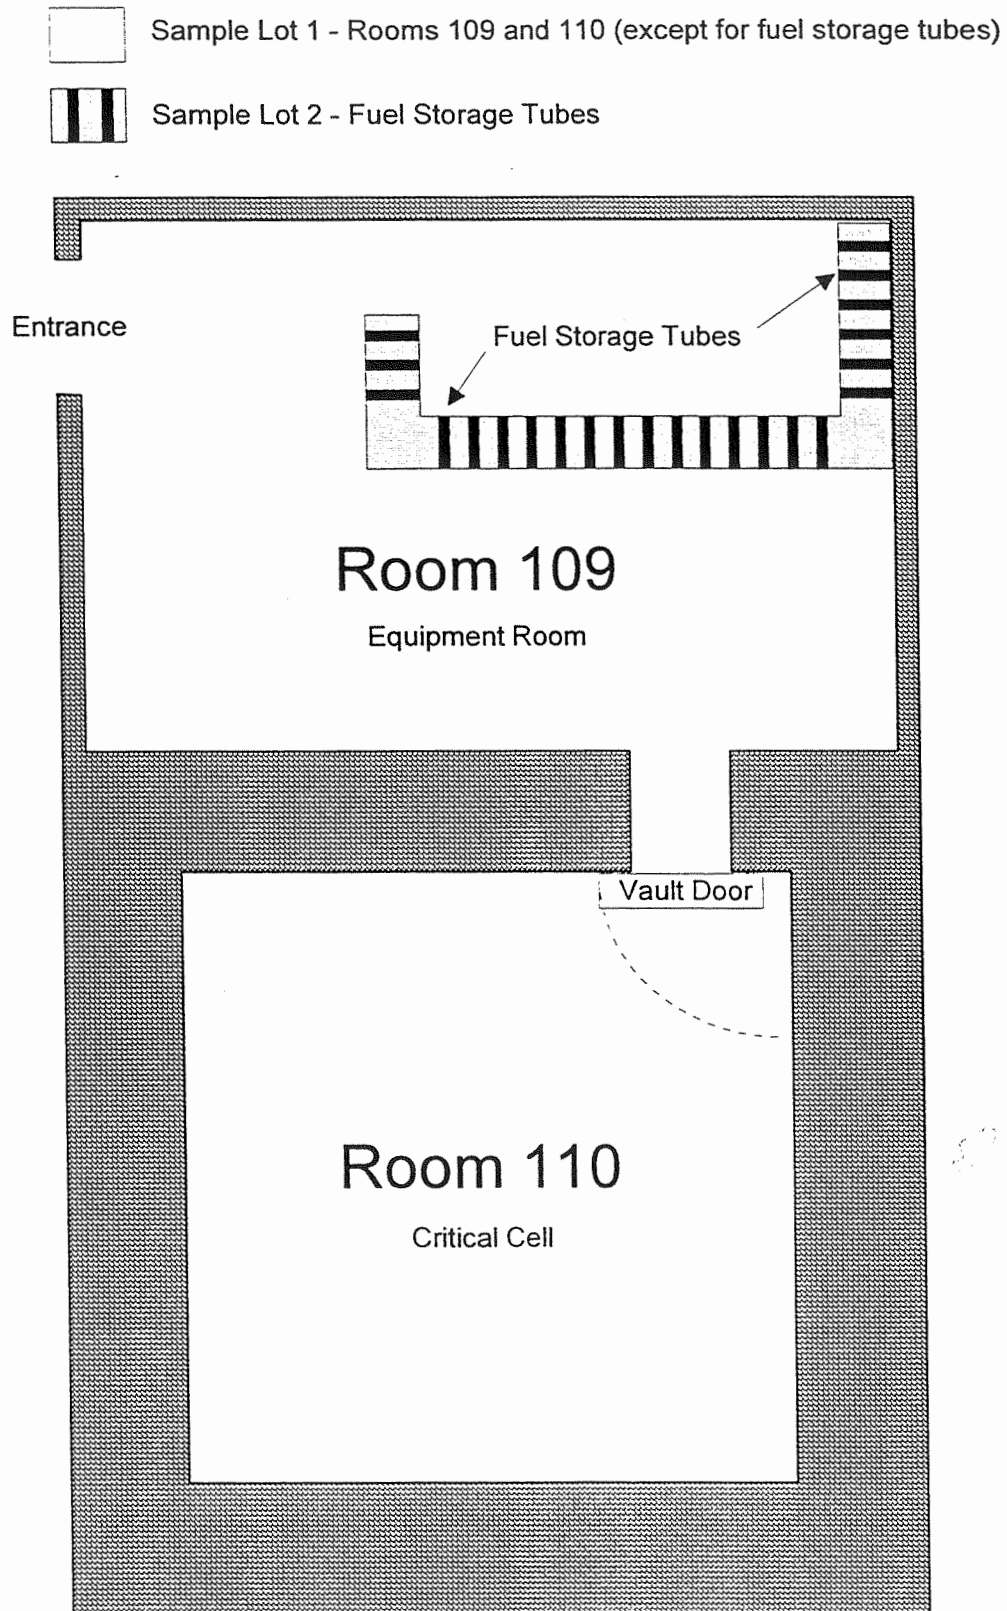 Sample Lot 1 - Rooms 109 and 110 (except for fuel storage tubes)
Sample Lot 2 - Fuel Storage Tubes
Entrance
Fuel Storage Tubes
Room 109
Equipment Room
Vault Door
Room 110
Critical Cell